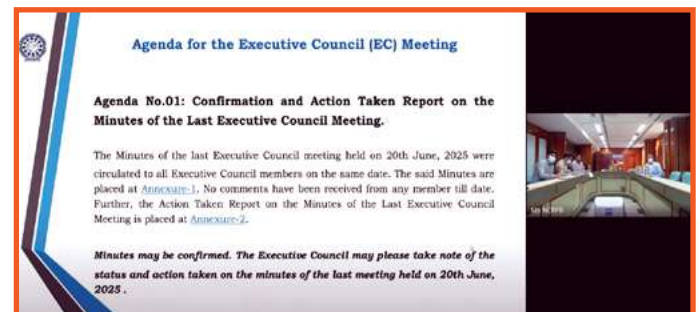 Agenda for the Executive Council (EC) Meeting
Agenda No.01: Confirmation and Action Taken Report on the
Minutes of the Last Executive Council Meeting.
The Minutes of the last Executive Council meeting held on 20th June, 2025 were
circulated to all Executive Council members on the same date. The said Minutes are
placed at Annexure-1. No comments have been received from any member till date.
Further, the Action Taken Report on the Minutes of the Last Executive Council
Meeting is placed at Annexure-2.
Minutes may be confirmed. The Executive Council may please take note of the
status and action taken on the minutes of the last meeting held on 20th June,
2025 .